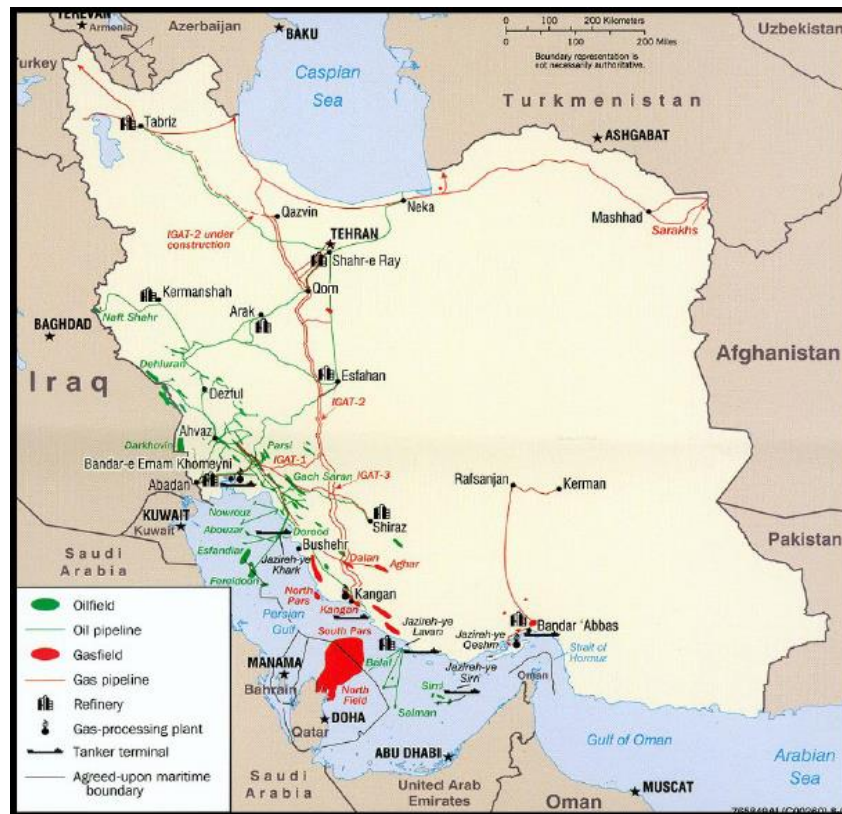 YEREVAN
Armenia
Azerbaijan
BAKU
0 100 200 Kilometers
0 100 200 Miles
Boundary representation is
not necessarily authoritative.
Uzbekistan
Turkey
Caspian
Sea
Turkmenistan
ASHGABAT
Tabriz
Neka
Mashhad
Sarakhs
Qazvin
IGAT-2 under
construction
TEHRAN
Shahr-e Ray
Qom
Kermanshah
Arak
Naft Shahr
BAGHDAD
Iraq
Afghanistan
Dehluran
Dezful
Esfahan
IGAT-2
Ahvaz
Darkhovin
Parsi
Bandar-e Emam Khomeyni
IGAT-1
Abadan
Gach Saran
IGAT-3
Rafsanjan
Kerman
KUWAIT
Kuwait
Nowrouz
Abouzar
Dorood
Shiraz
Pakistan
Saudi
Arabia
Esfandiar
Foreidoon
Jazireh-ye
Khark
Bushehr
Dalan
Aghar
North
Pars
Kangan
Kangan
Persian
Gulf
Jazireh-ye
Lavan
Jazireh-ye
Qeshm
Bandar 'Abbas
South Pars
Strait of
Hormuz
Balal
Jazireh-ye
Sirri
Sirri
Oman
MANAMA
Bahrain
North
Field
Salman
DOHA
Qatar
Gulf of Oman
Arabian
Sea
ABU DHABI
Saudi
Arabia
United Arab
Emirates
Oman
MUSCAT
Oilfield
Oil pipeline
Gasfield
Gas pipeline
Refinery
Gas-processing plant
Tanker terminal
Agreed-upon maritime
boundary